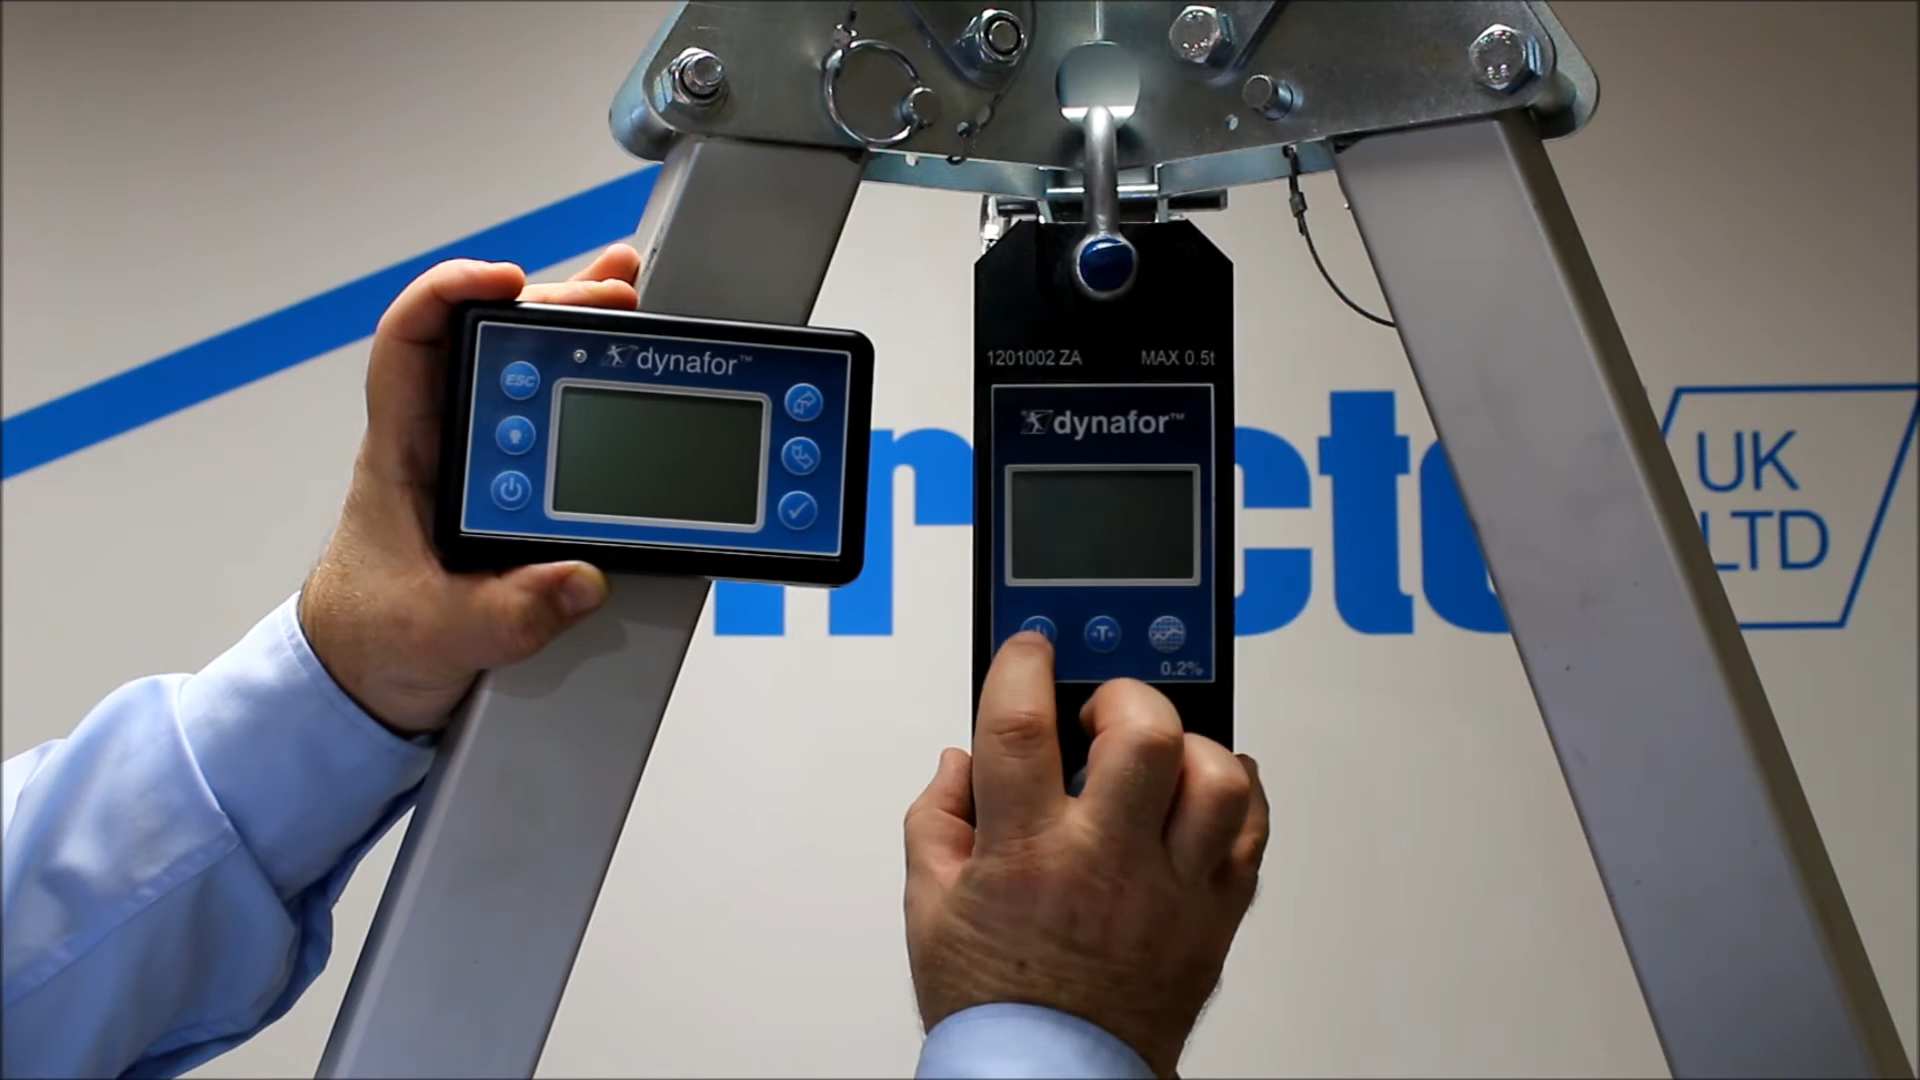 dynafor™
ESC
1201002 ZA MAX 0.5t
dynafor™
T
0.2%
UK
LTD